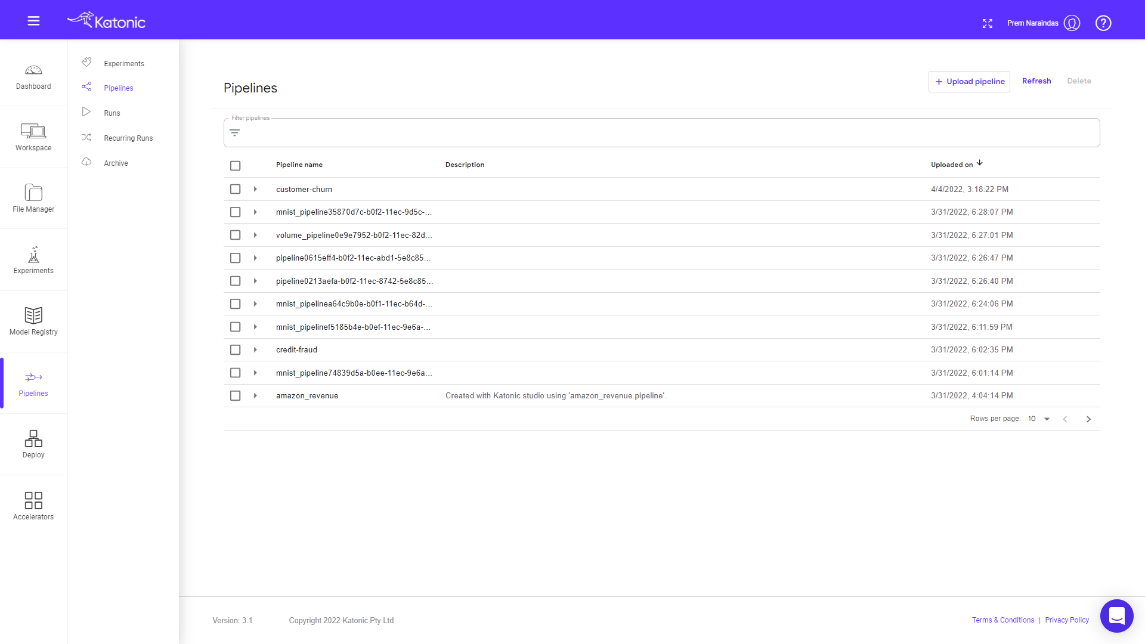 Katonic
Prem Naraindas
?
Dashboard
Workspace
File Manager
Experiments
Model Registry
Pipelines
Deploy
Accelerators
Experiments
Pipelines
Runs
Recurring Runs
Archive
Pipelines
+ Upload pipeline Refresh Delete
Filter pipelines
Pipeline name Description Uploaded on
customer-churn 4/4/2022, 3:18:22 PM
mnist_pipeline35870d7c-b0f2-11ec-9d5c-... 3/31/2022, 6:28:07 PM
volume_pipeline0e9e7952-b0f2-11ec-82d... 3/31/2022, 6:27:01 PM
pipeline0615eff4-b0f2-11ec-abd1-5e8c85... 3/31/2022, 6:26:47 PM
pipeline0213aefa-b0f2-11ec-8742-5e8c85... 3/31/2022, 6:26:40 PM
mnist_pipelinea64c9b0e-b0f1-11ec-b64d-... 3/31/2022, 6:24:06 PM
mnist_pipelinef5185b4e-b0ef-11ec-9e6a-... 3/31/2022, 6:11:59 PM
credit-fraud 3/31/2022, 6:02:35 PM
mnist_pipeline74839d5a-b0ee-11ec-9e6a... 3/31/2022, 6:01:14 PM
amazon_revenue Created with Katonic studio using 'amazon_revenue.pipeline'. 3/31/2022, 4:04:14 PM
Rows per page: 10
Version: 3.1 Copyright 2022 Katonic Pty Ltd Terms & Conditions | Privacy Policy